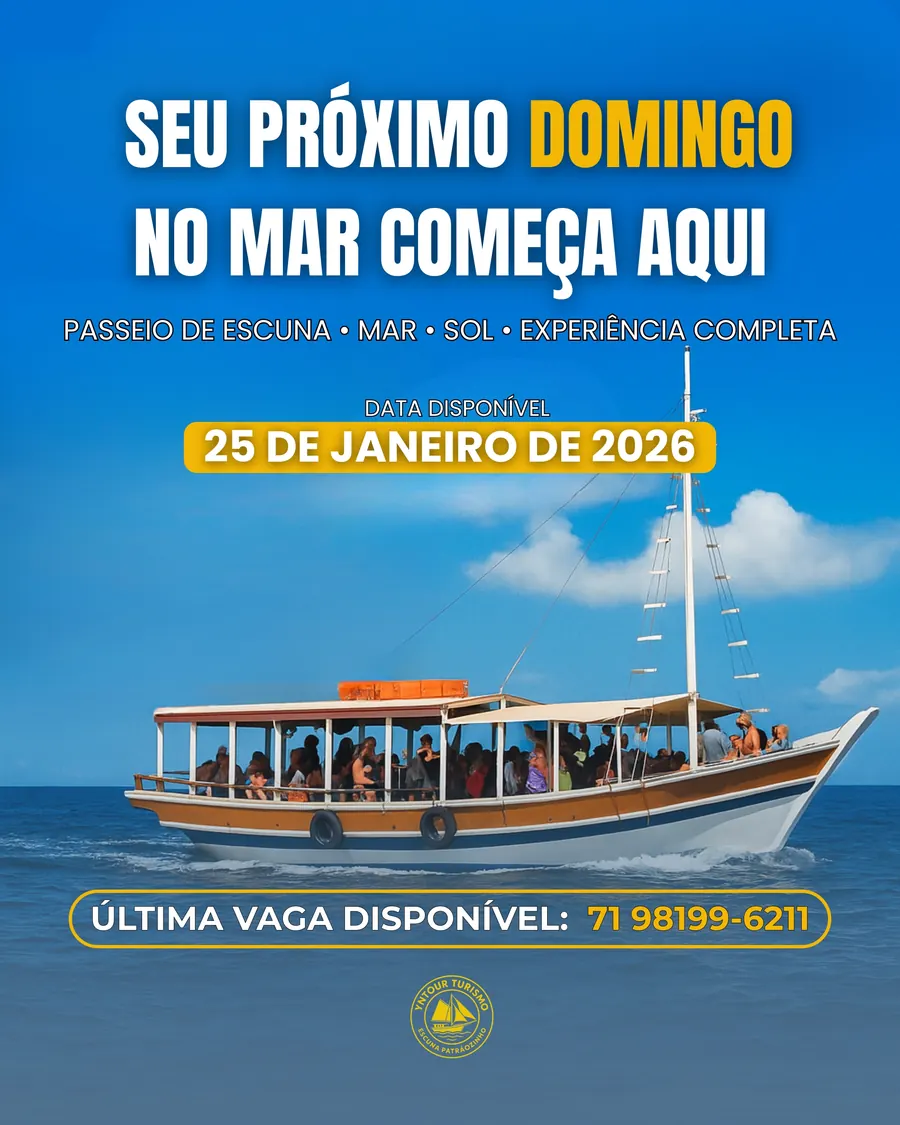 SEU PRÓXIMO DOMINGO
NO MAR COMEÇA AQUI
PASSEIO DE ESCUNA • MAR • SOL • EXPERIÊNCIA COMPLETA
DATA DISPONÍVEL
25 DE JANEIRO DE 2026
ÚLTIMA VAGA DISPONÍVEL: 71 98199-6211
YNTOUR TURISMO
ESCUNA PATRÃOZINHO